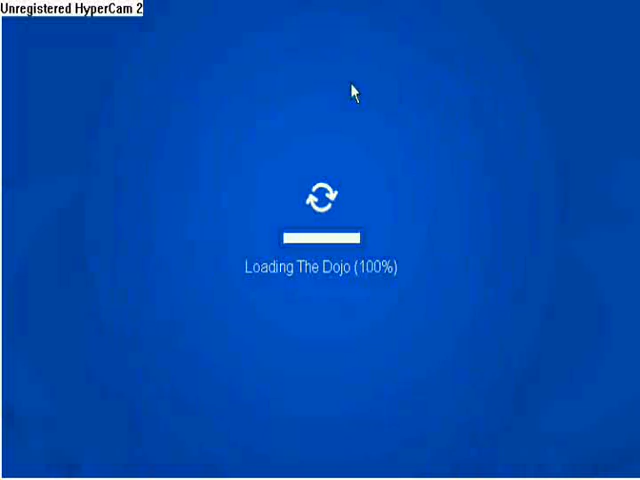 Unregistered HyperCam 2
Loading The Dojo (100%)